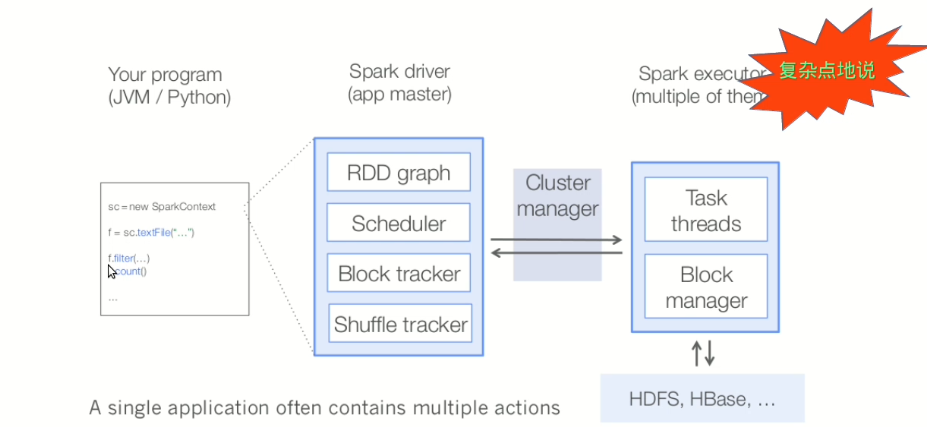 Your program
(JVM / Python)
Spark driver
(app master)
Spark executor
(multiple of them
复杂点地说
sc = new SparkContext
f = sc.textFile("…")
f.filter(…)
count()
…
RDD graph
Scheduler
Block tracker
Shuffle tracker
Cluster
manager
Task
threads
Block
manager
HDFS, HBase, …
A single application often contains multiple actions